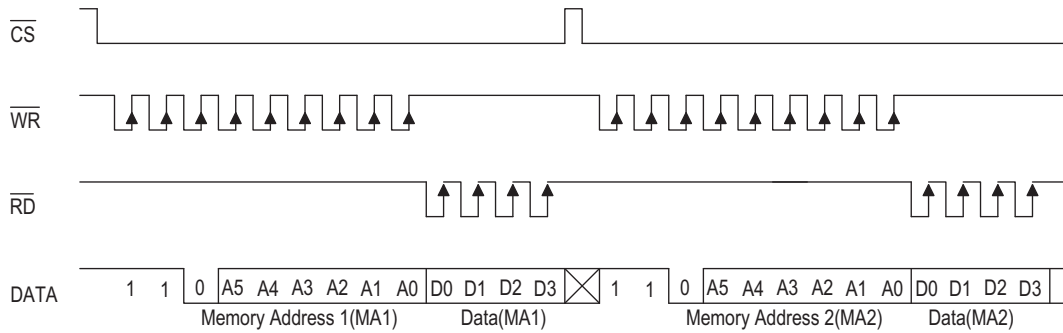 CS
WR
RD
DATA 1 1 0 A5 A4 A3 A2 A1 A0 D0 D1 D2 D3 1 1 0 A5 A4 A3 A2 A1 A0 D0 D1 D2 D3
Memory Address 1(MA1) Data(MA1) Memory Address 2(MA2) Data(MA2)